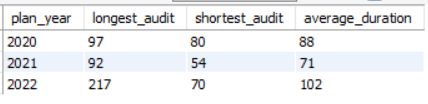 plan_year longest_audit shortest_audit average_duration
2020 97 80 88
2021 92 54 71
2022 217 70 102